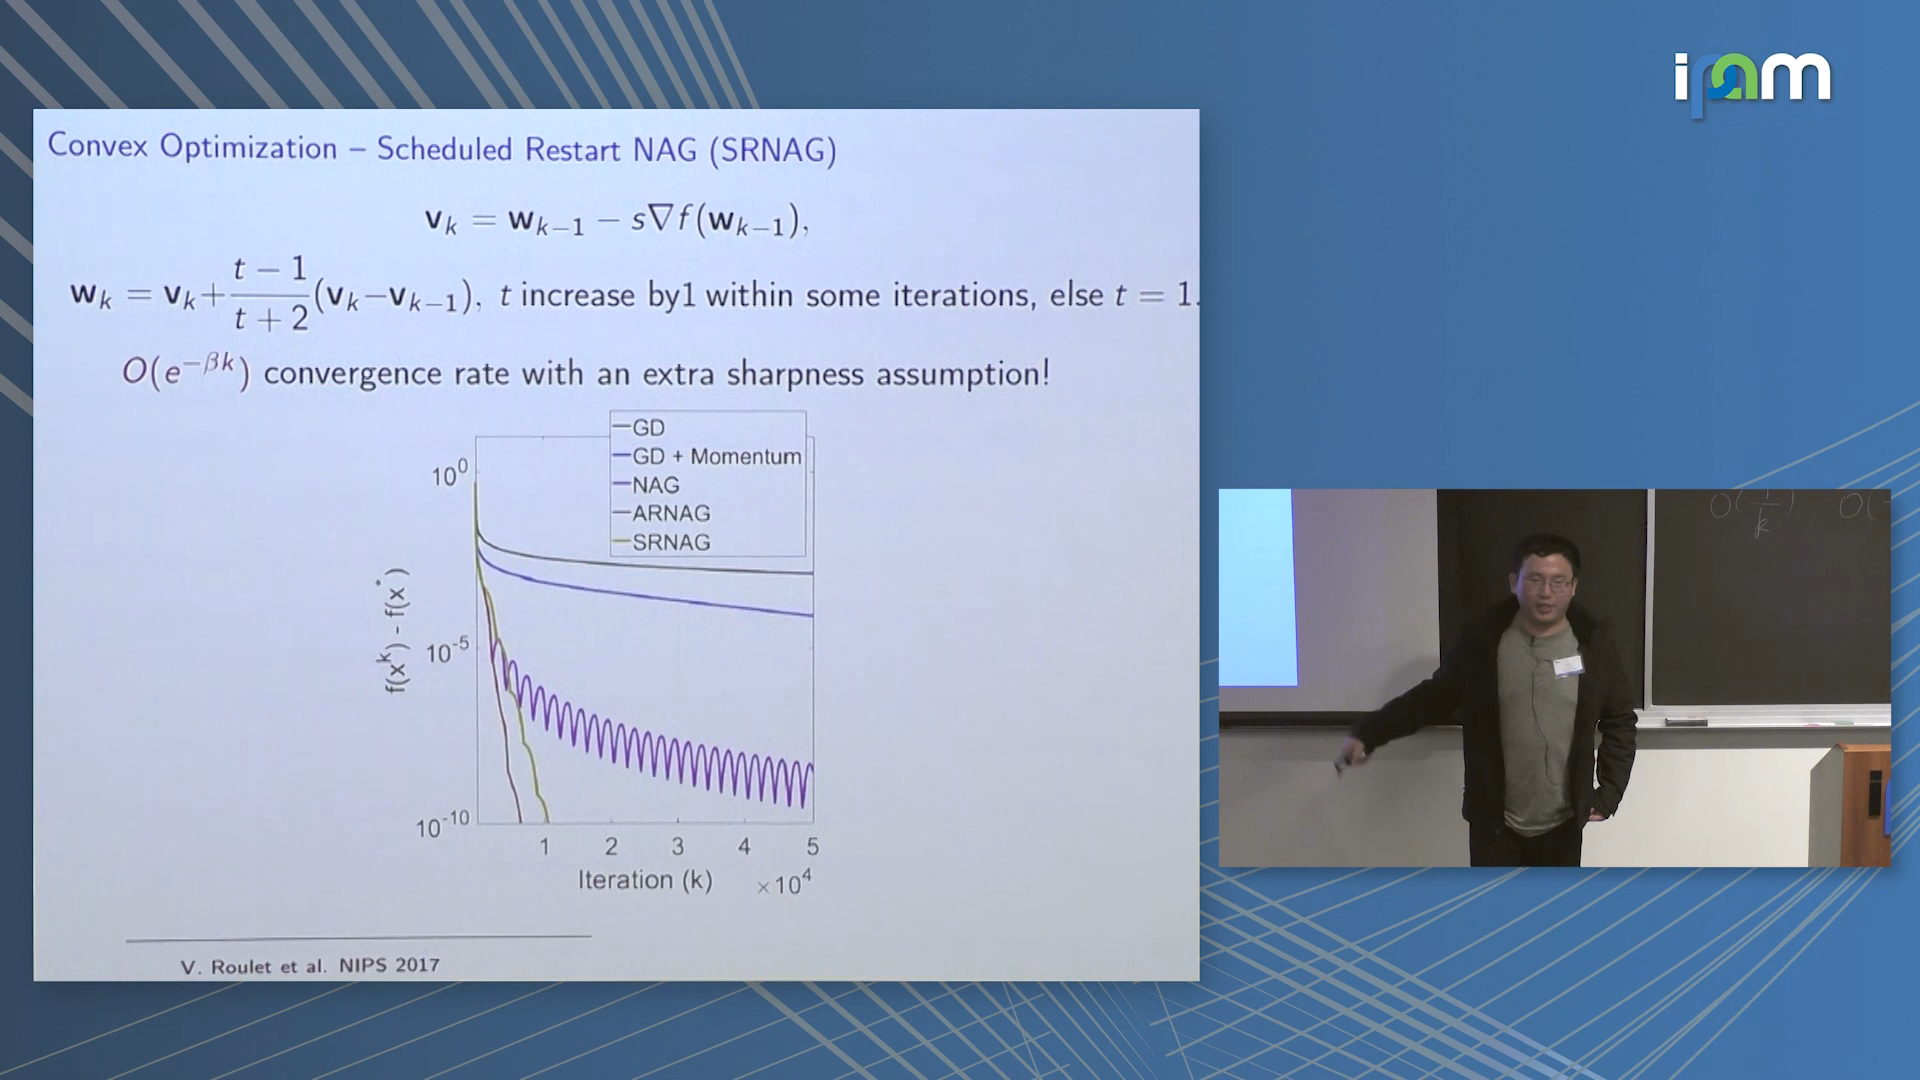 ipam
Convex Optimization – Scheduled Restart NAG (SRNAG)
v_k = w_{k−1} − s∇f(w_{k−1}),
w_k = v_k + \frac{t − 1}{t + 2}(v_k − v_{k−1}), t increase by1 within some iterations, else t = 1.
O(e^{−βk}) convergence rate with an extra sharpness assumption!
GD
GD + Momentum
NAG
ARNAG
SRNAG
10^0
10^{-5}
10^{-10}
f(x^k) - f(x^*)
1 2 3 4 5
Iteration (k) ×10^4
V. Roulet et al. NIPS 2017